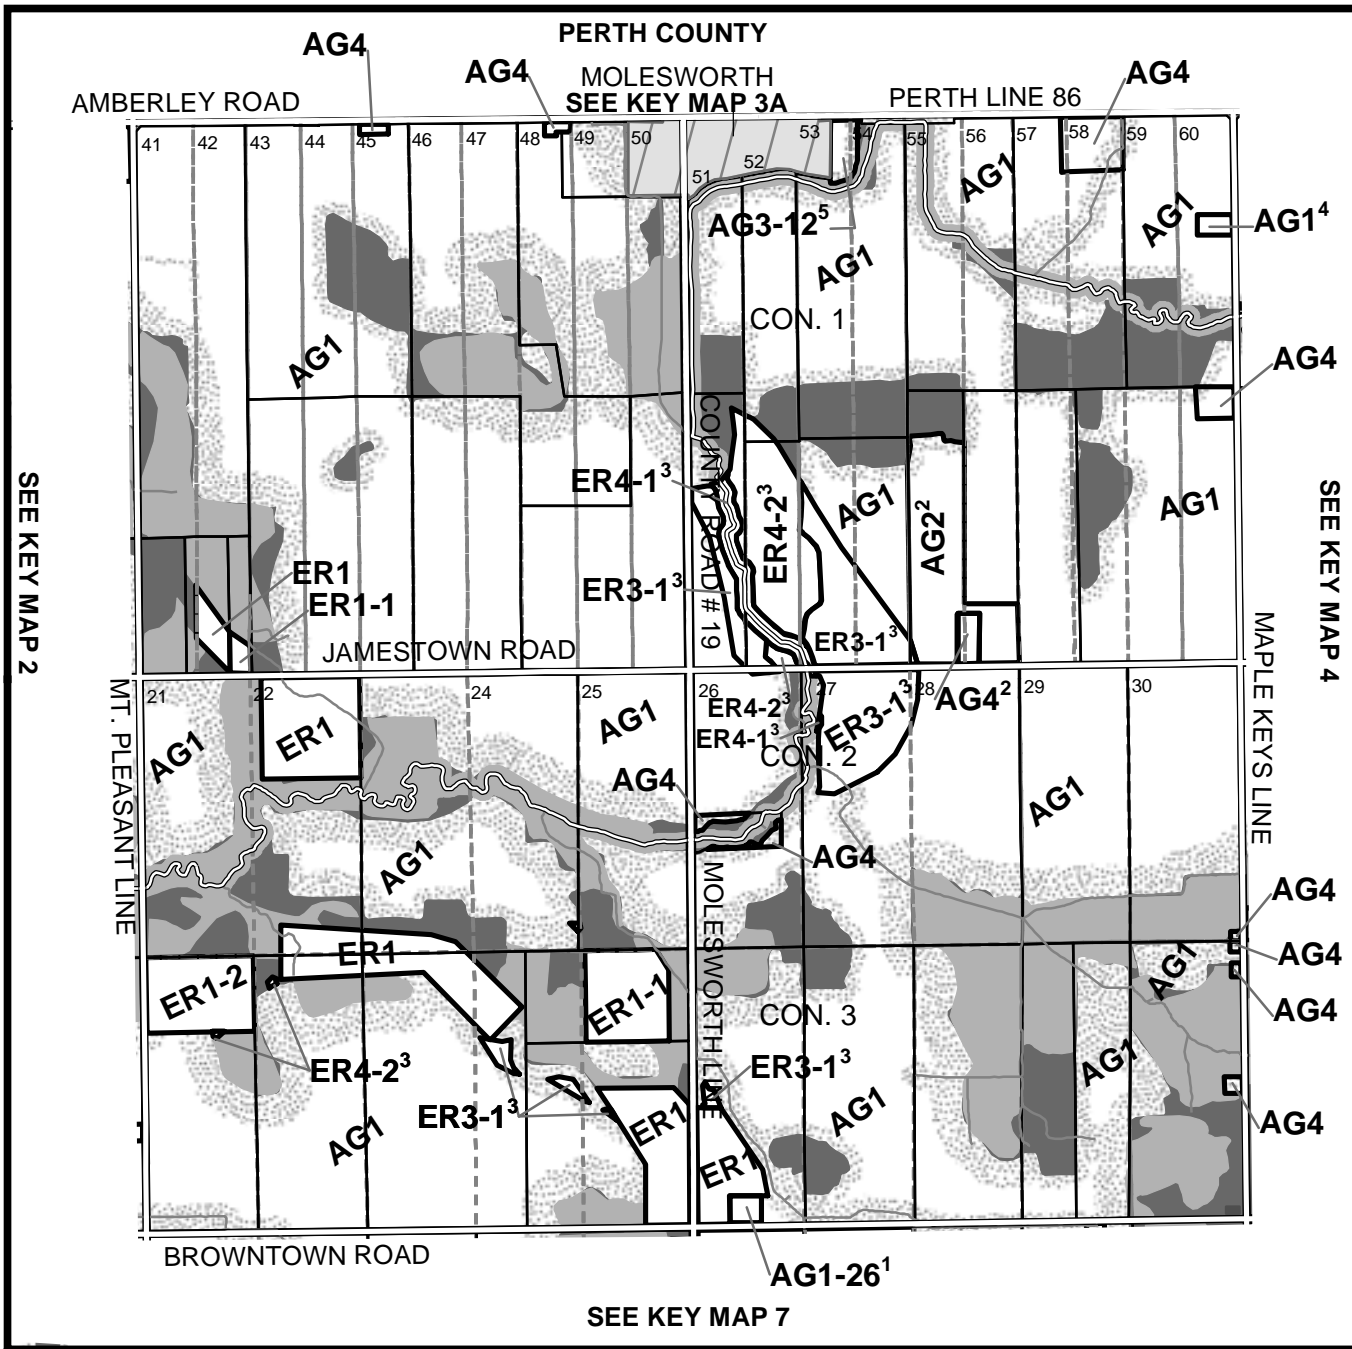 PERTH COUNTY
AG4
AG4
MOLESWORTH
AG4
AMBERLEY ROAD
SEE KEY MAP 3A
PERTH LINE 86
41
42
43
44
45
46
47
48
49
50
51
52
53
54
55
56
57
58
59
60
AG1
AG1
AG1⁴
AG3-12⁵
AG1
CON. 1
AG1
AG4
COUNTY ROAD # 19
ER4-1³
ER4-2³
AG1
AG2²
AG1
SEE KEY MAP 2
SEE KEY MAP 4
ER1
ER1-1
ER3-1³
ER3-1³
JAMESTOWN ROAD
MAPLE KEYS LINE
MT. PLEASANT LINE
21
22
24
25
26
27
28
29
30
AG4²
ER4-2³
ER4-1³
ER3-1³
CON. 2
AG1
ER1
AG1
AG4
AG1
AG1
AG4
MOLESWORTH LINE
AG4
AG4
AG4
ER1
ER1-2
ER1-1
AG1
CON. 3
ER4-2³
ER3-1³
AG1
ER3-1³
ER1
AG1
AG1
AG4
ER1
AG1-26¹
BROWNTOWN ROAD
SEE KEY MAP 7